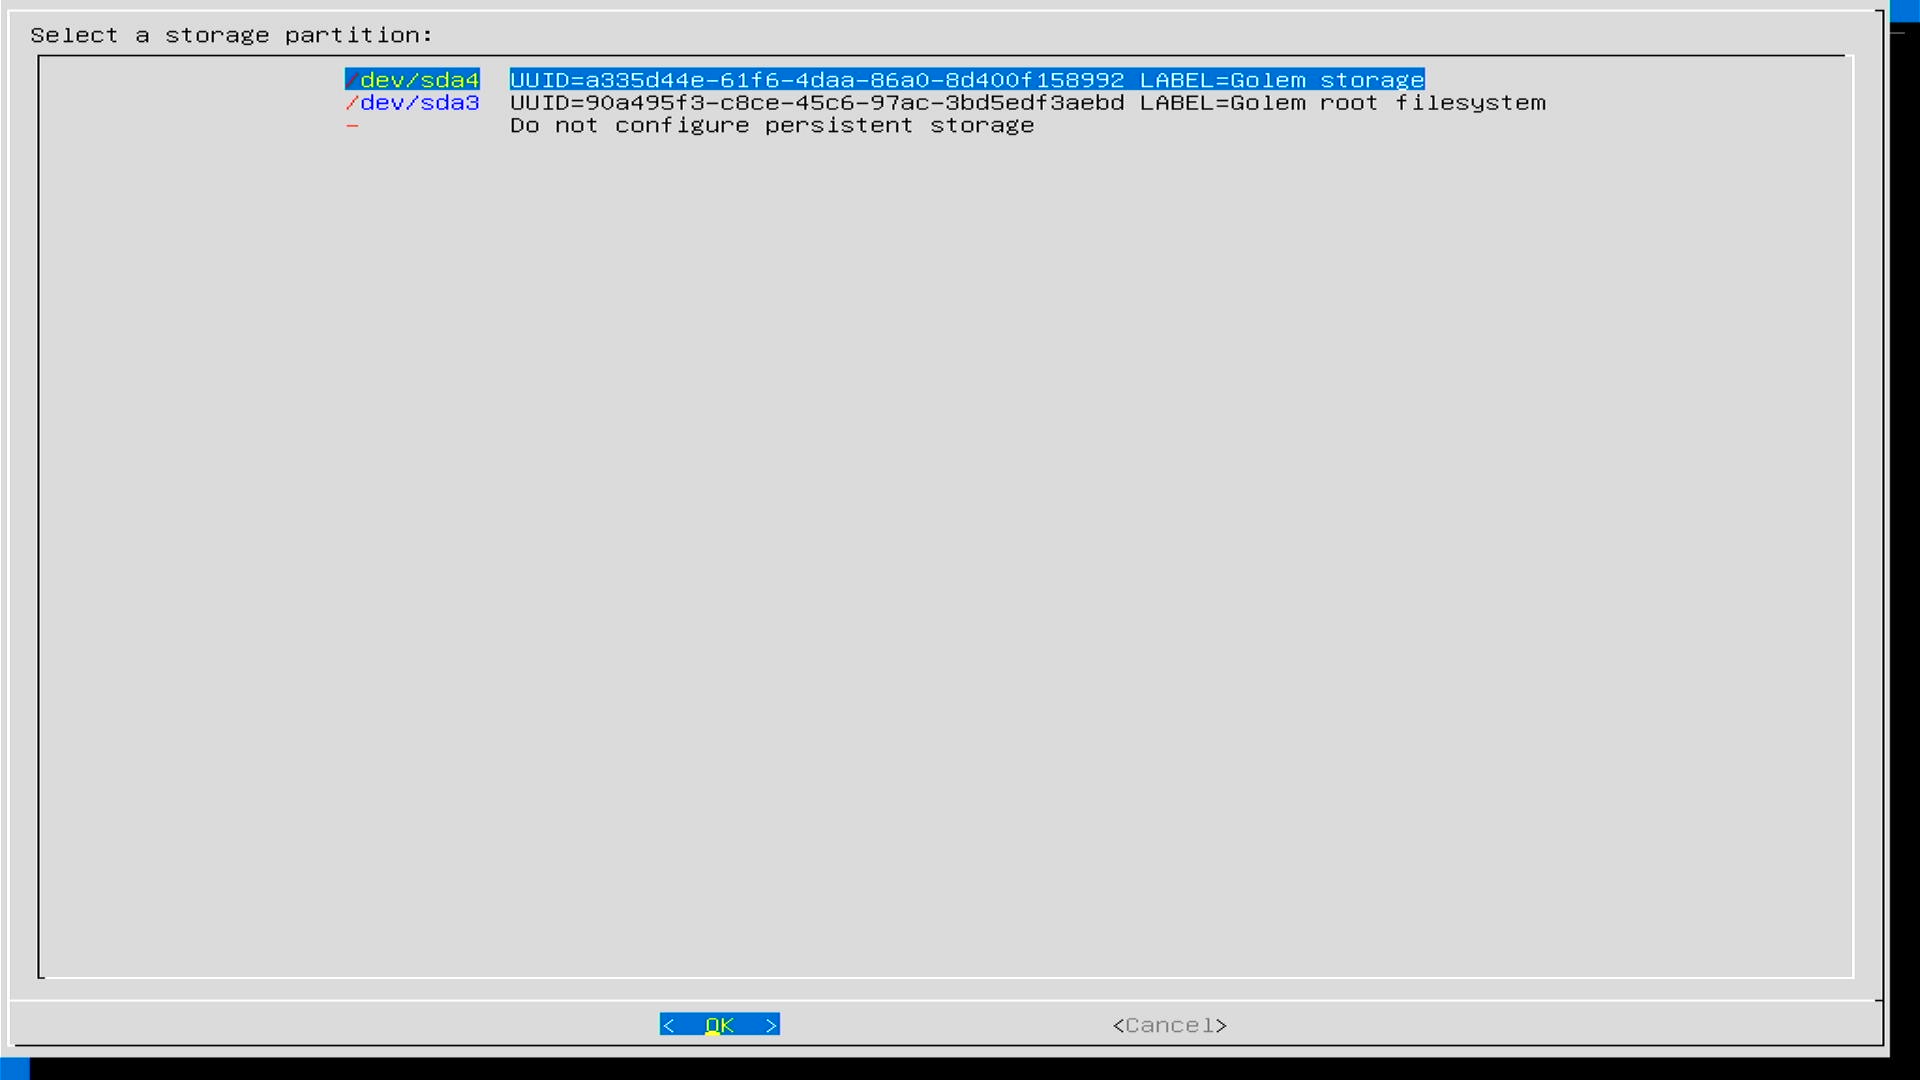 Select a storage partition:
/dev/sda4 UUID=a335d44e-61f6-4daa-86a0-8d400f158992 LABEL=Golem storage
/dev/sda3 UUID=90a495f3-c8ce-45c6-97ac-3bd5edf3aebd LABEL=Golem root filesystem
- Do not configure persistent storage
< OK > <Cancel>